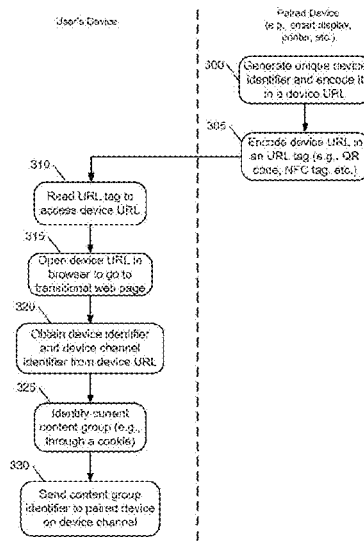 User's Device
Paired Device
(e.g., smart display,
printer, etc.)
300
Generate unique device
identifier and encode it
in a device URL
305
Encode device URL in
an URL tag (e.g., QR
code, NFC tag, etc.)
310
Read URL tag to
access device URL
315
Open device URL in
browser to go to
transitional web page
320
Obtain device identifier
and device channel
identifier from device URL
325
Identify current
content group (e.g.,
through a cookie)
330
Send content group
identifier to paired device
on device channel